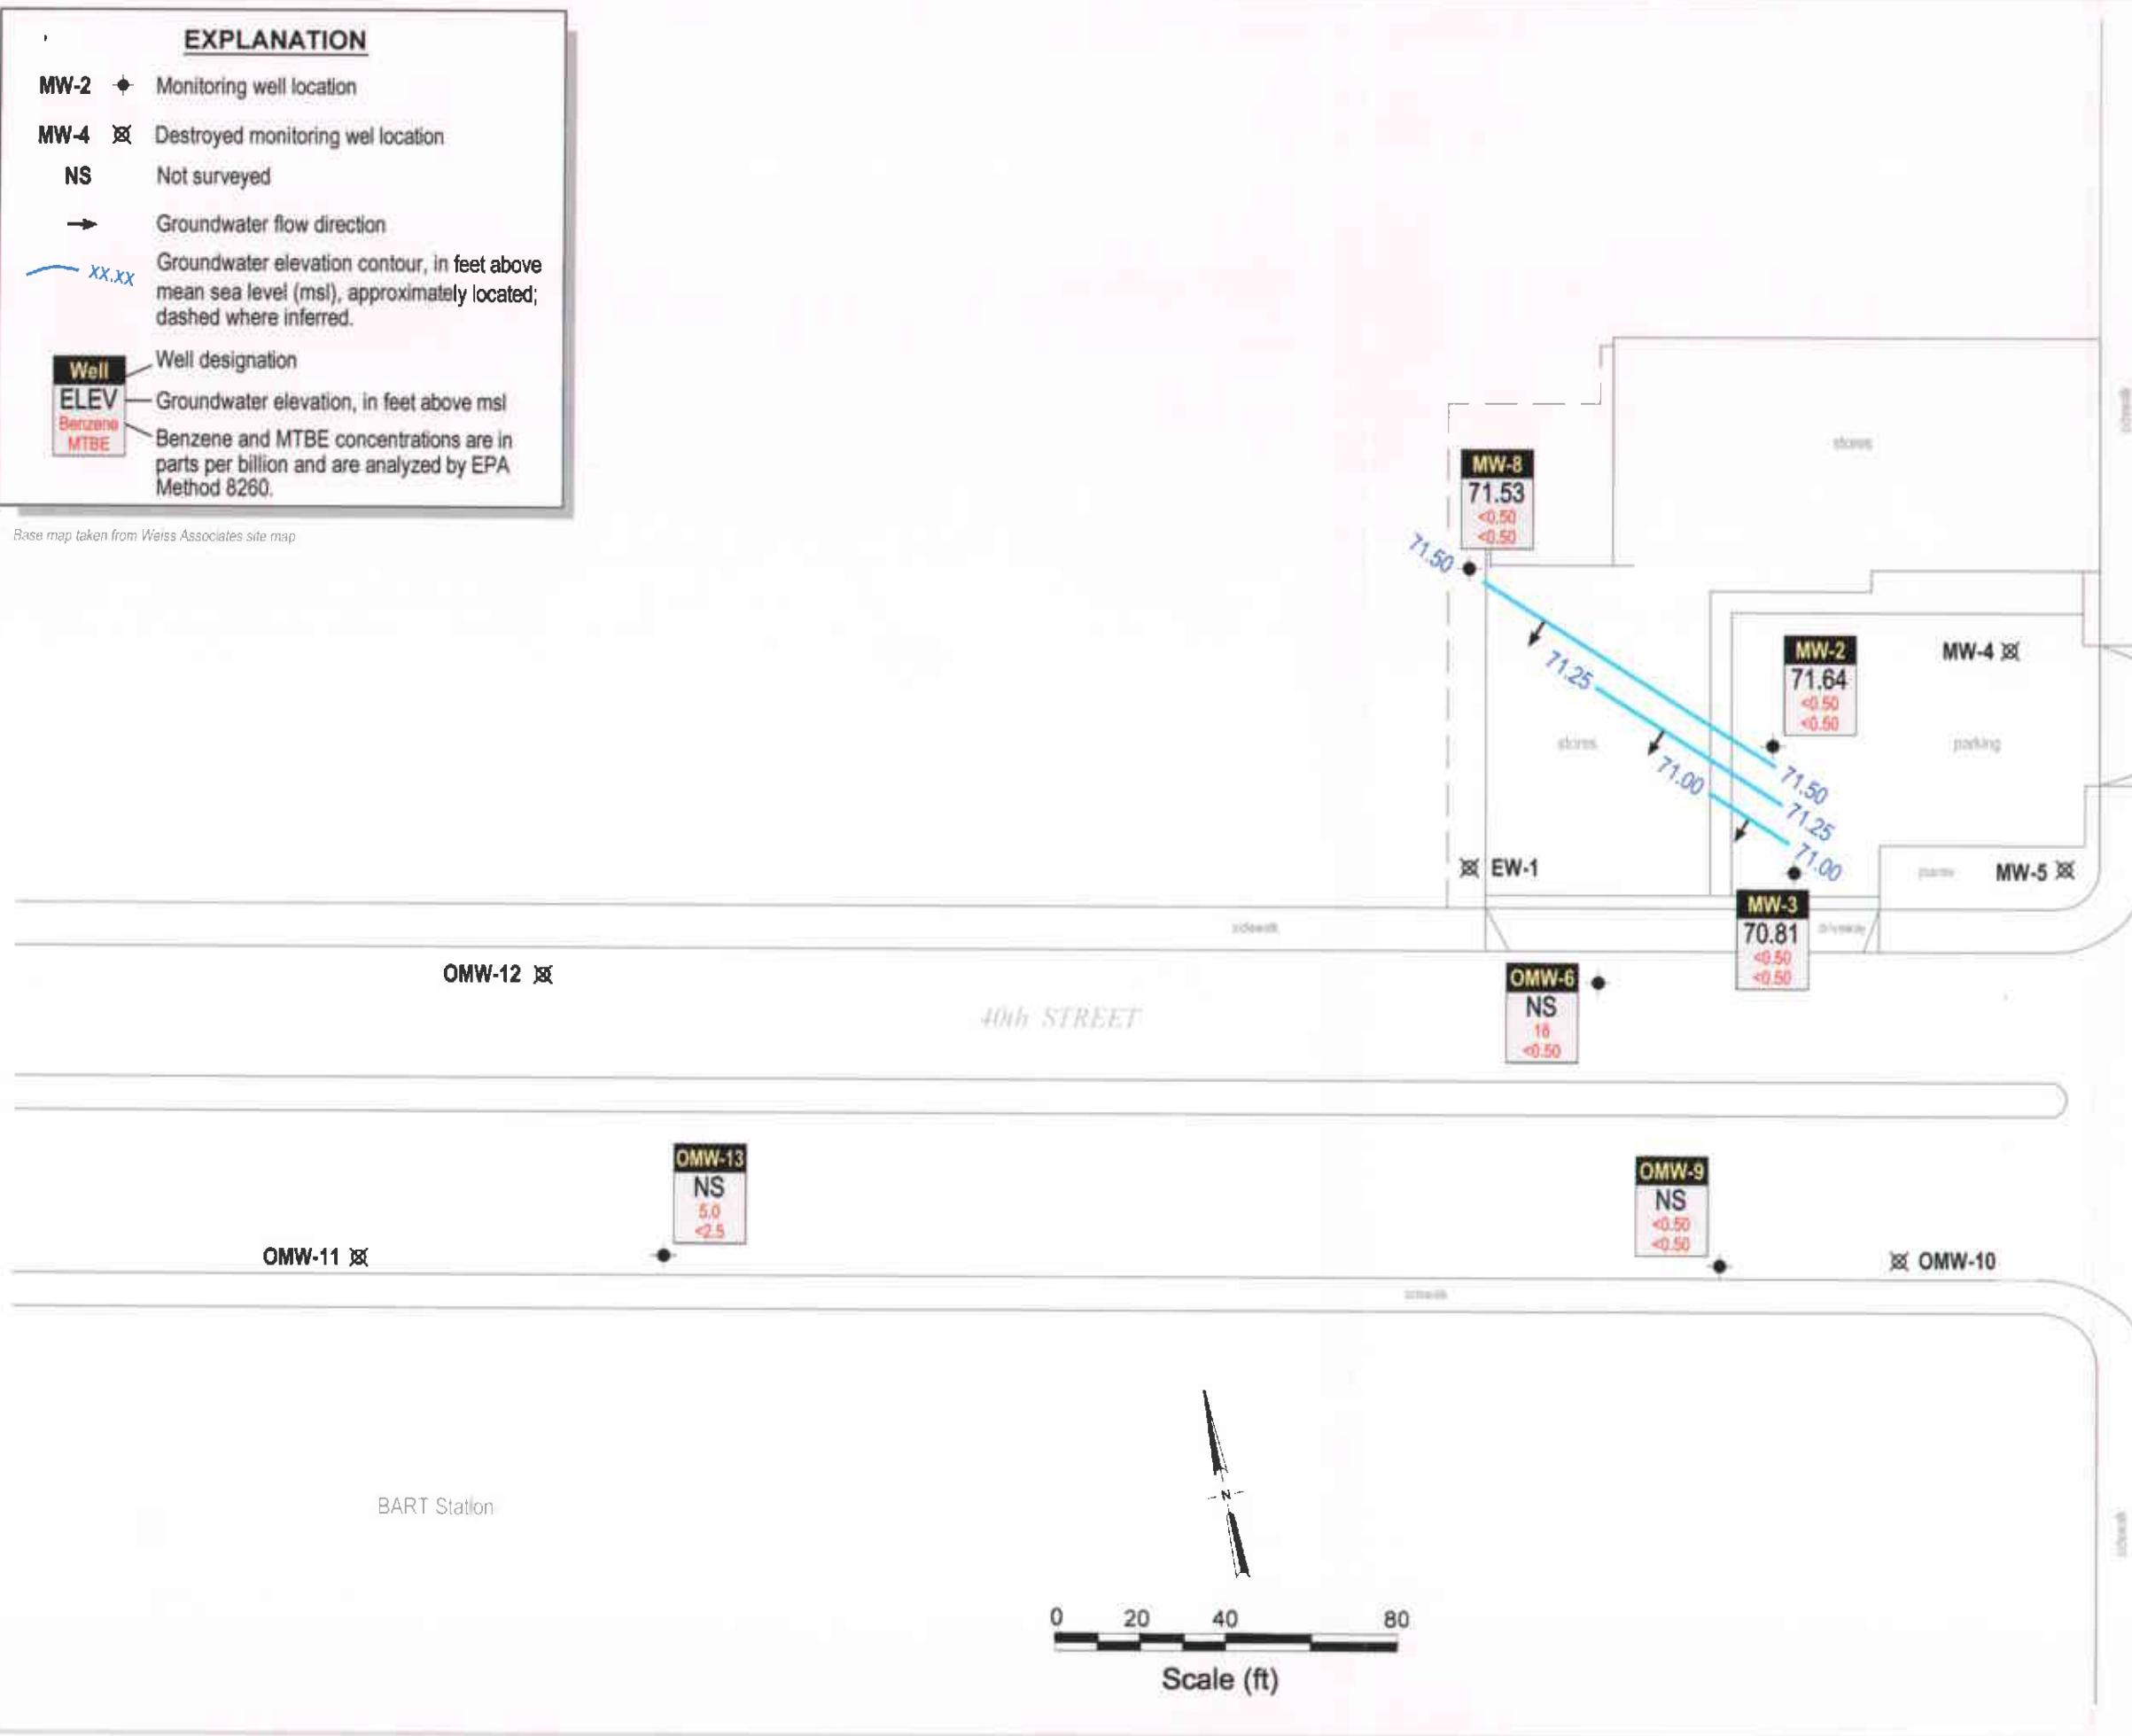 EXPLANATION
MW-2 Monitoring well location
MW-4 Destroyed monitoring wel location
NS Not surveyed
Groundwater flow direction
XX.XX Groundwater elevation contour, in feet above
mean sea level (msl), approximately located;
dashed where inferred.
Well Well designation
ELEV Groundwater elevation, in feet above msl
Benzene
MTBE
Benzene and MTBE concentrations are in
parts per billion and are analyzed by EPA
Method 8260.
Base map taken from Weiss Associates site map
stores
sidewalk
MW-8
71.53
<0.50
<0.50
71.50
MW-2
71.64
<0.50
<0.50
MW-4
71.25
stores
parking
71.00
71.50
71.25
71.00
EW-1
MW-5
MW-3
70.81
<0.50
<0.50
sidewalk
driveway
OMW-12
OMW-6
NS
16
<0.50
40th STREET
OMW-13
NS
5.0
<2.5
OMW-9
NS
<0.50
<0.50
OMW-11
OMW-10
sidewalk
N
BART Station
sidewalk
0 20 40 80
Scale (ft)